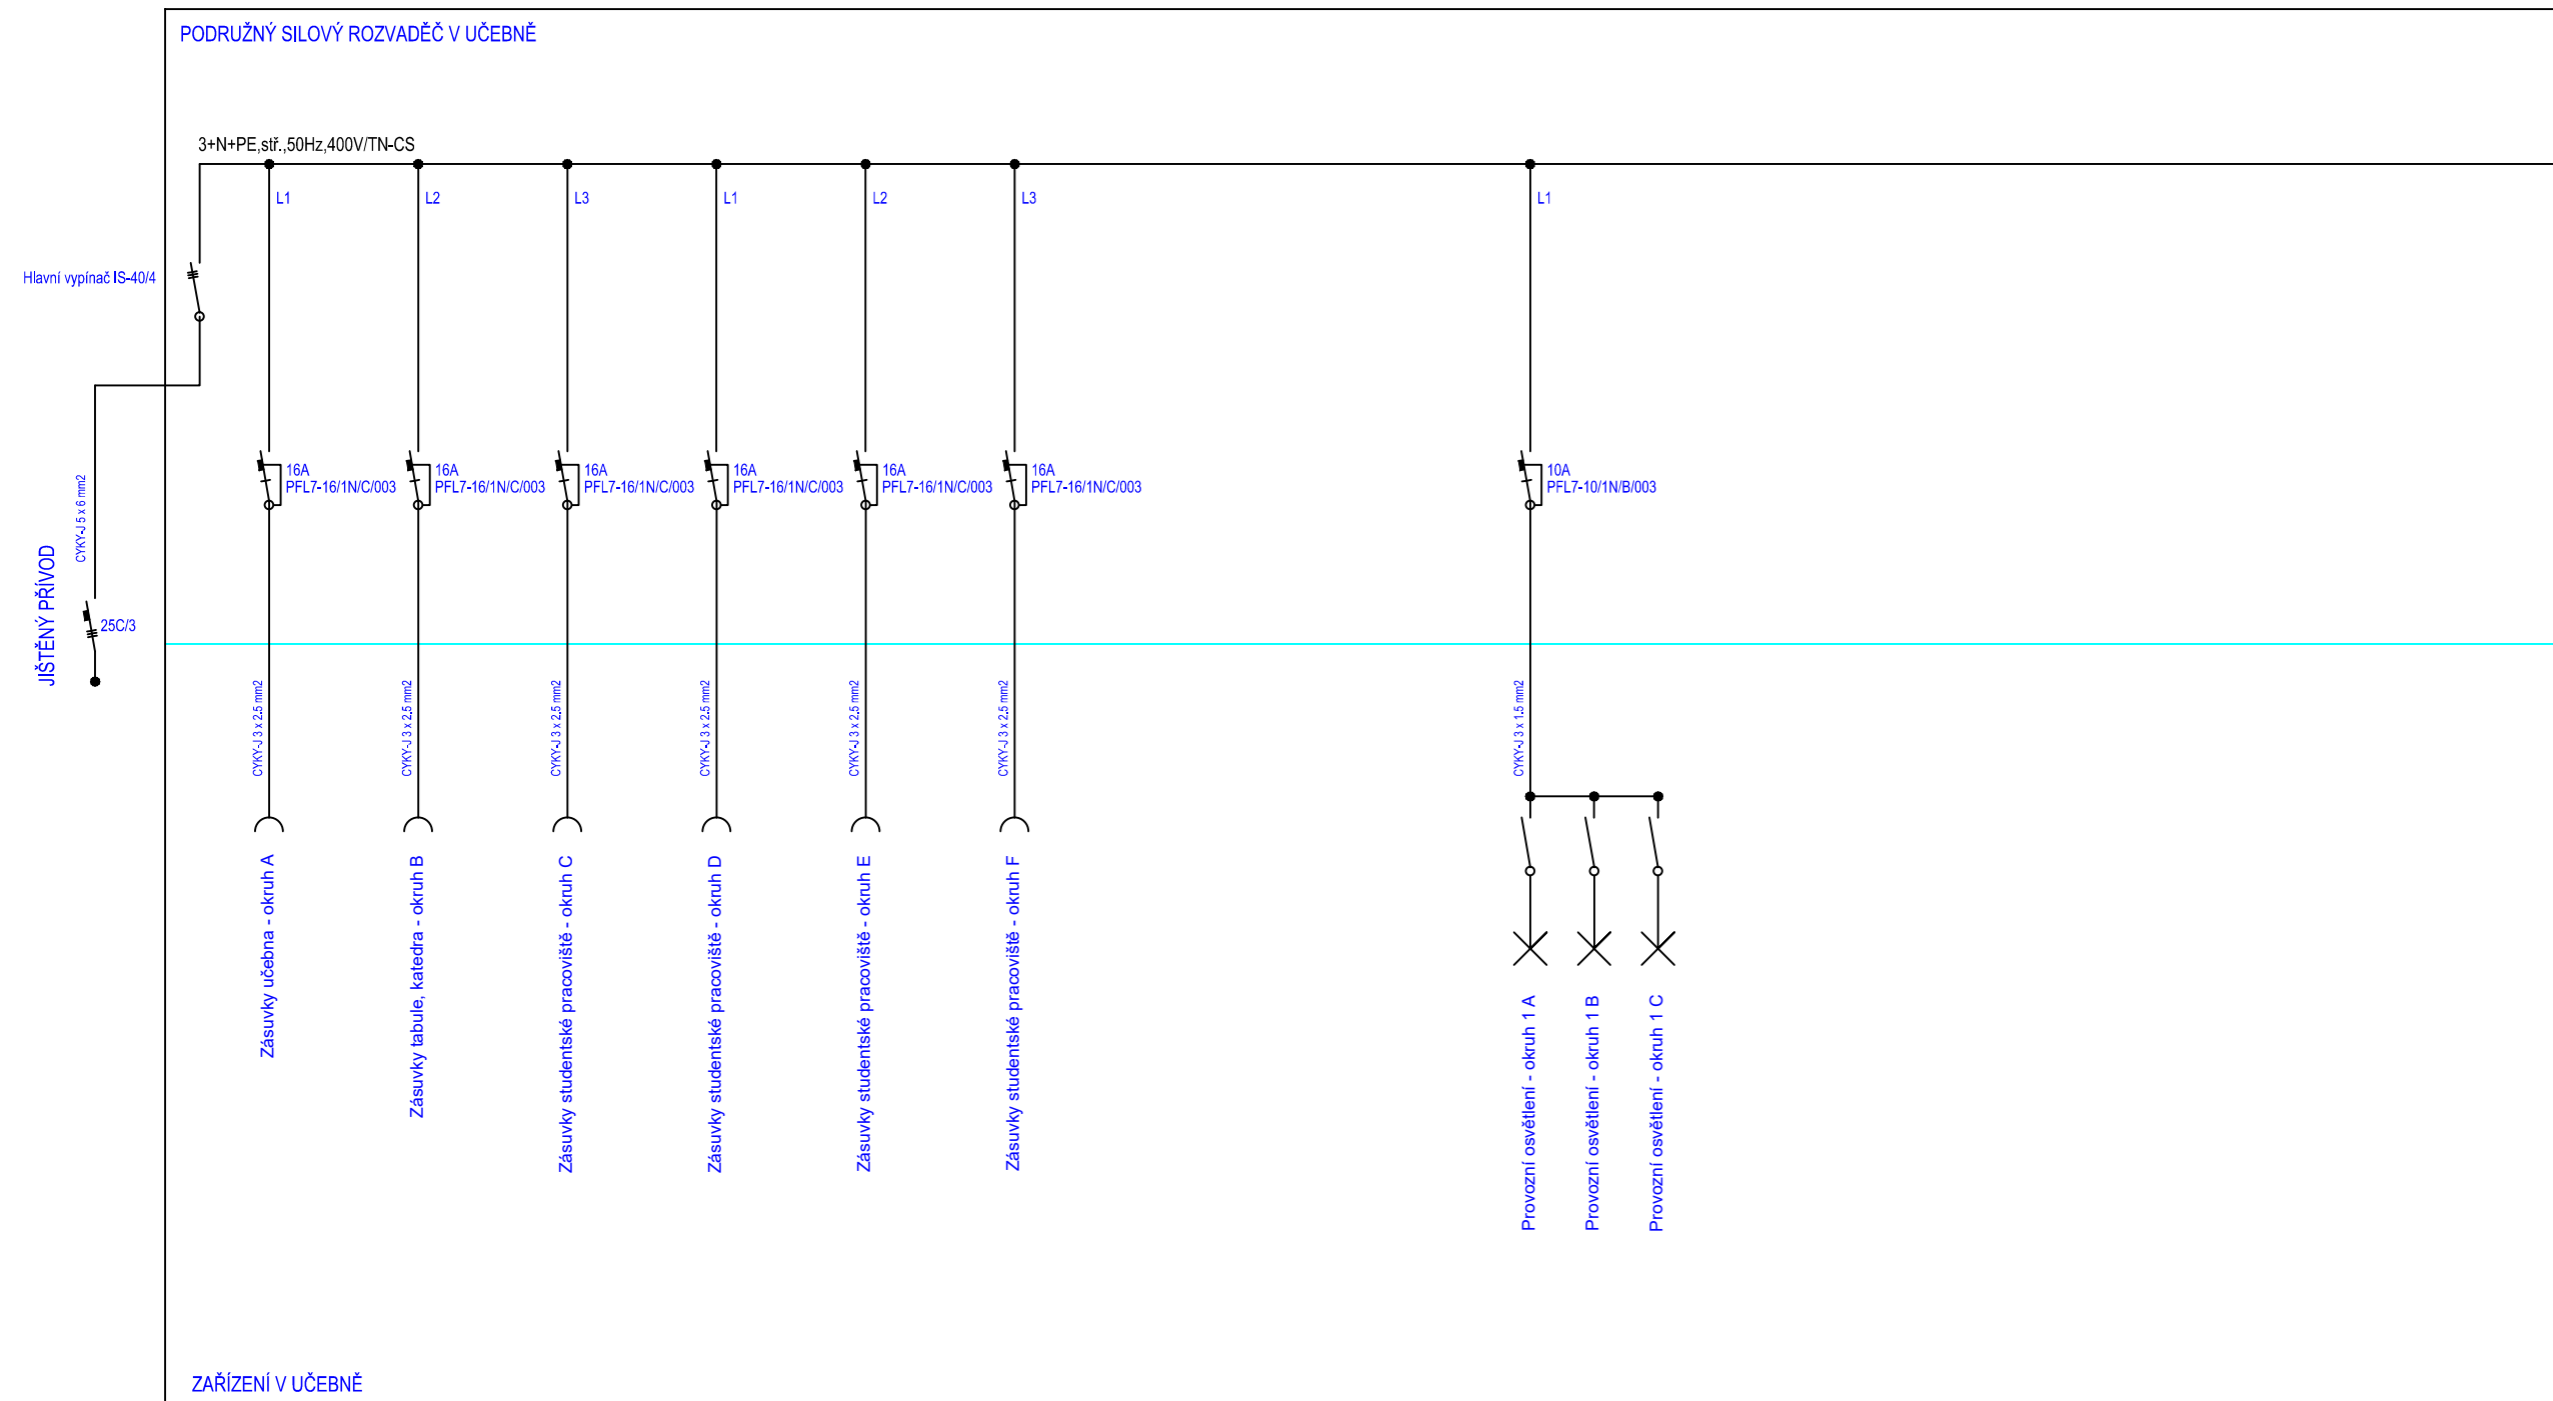 PODRUŽNÝ SILOVÝ ROZVADĚČ V UČEBNĚ
3+N+PE,stř.,50Hz,400V/TN-CS
L1
L2
L3
L1
L2
L3
L1
Hlavní vypínač IS-40/4
16A
PFL7-16/1N/C/003
16A
PFL7-16/1N/C/003
16A
PFL7-16/1N/C/003
16A
PFL7-16/1N/C/003
16A
PFL7-16/1N/C/003
16A
PFL7-16/1N/C/003
10A
PFL7-10/1N/B/003
JIŠTĚNÝ PŘÍVOD
CYKY-J 5 x 6 mm2
25C/3
CYKY-J 3 x 2.5 mm2
CYKY-J 3 x 2.5 mm2
CYKY-J 3 x 2.5 mm2
CYKY-J 3 x 2.5 mm2
CYKY-J 3 x 2.5 mm2
CYKY-J 3 x 2.5 mm2
CYKY-J 3 x 1.5 mm2
Zásuvky učebna - okruh A
Zásuvky tabule, katedra - okruh B
Zásuvky studentské pracoviště - okruh C
Zásuvky studentské pracoviště - okruh D
Zásuvky studentské pracoviště - okruh E
Zásuvky studentské pracoviště - okruh F
Provozní osvětlení - okruh 1 A
Provozní osvětlení - okruh 1 B
Provozní osvětlení - okruh 1 C
ZAŘÍZENÍ V UČEBNĚ